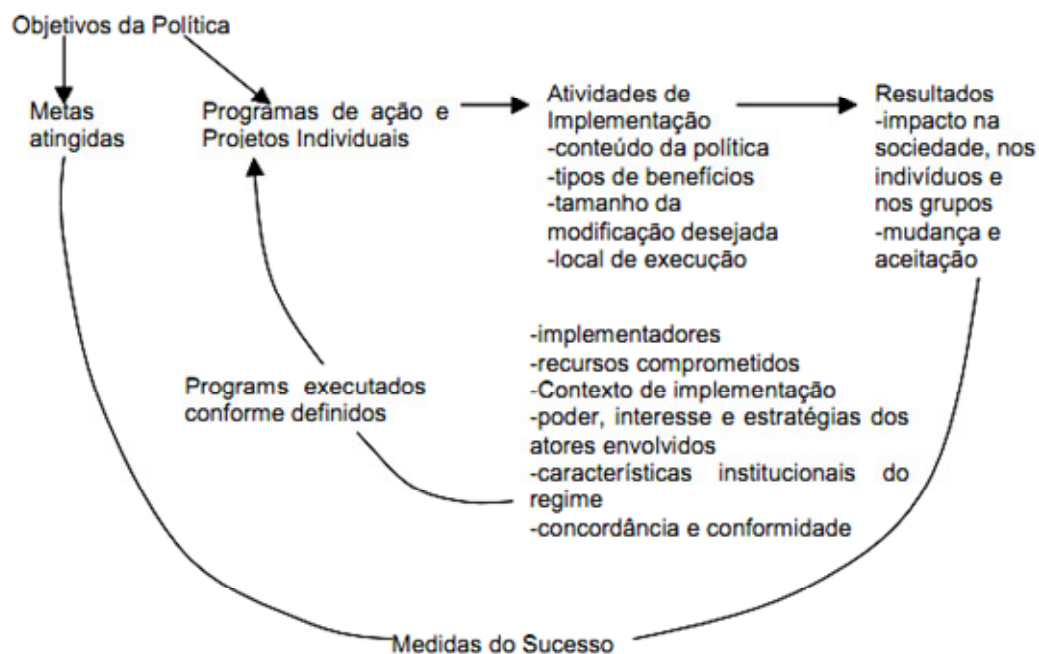 Objetivos da Política
Metas
atingidas
Programas de ação e
Projetos Individuais
Atividades de
Implementação
-conteúdo da política
-tipos de benefícios
-tamanho da
modificação desejada
-local de execução
Resultados
-impacto na
sociedade, nos
indivíduos e
nos grupos
-mudança e
aceitação
-implementadores
-recursos comprometidos
-Contexto de implementação
-poder, interesse e estratégias dos
atores envolvidos
-características institucionais do
regime
-concordância e conformidade
Programs executados
conforme definidos
Medidas do Sucesso